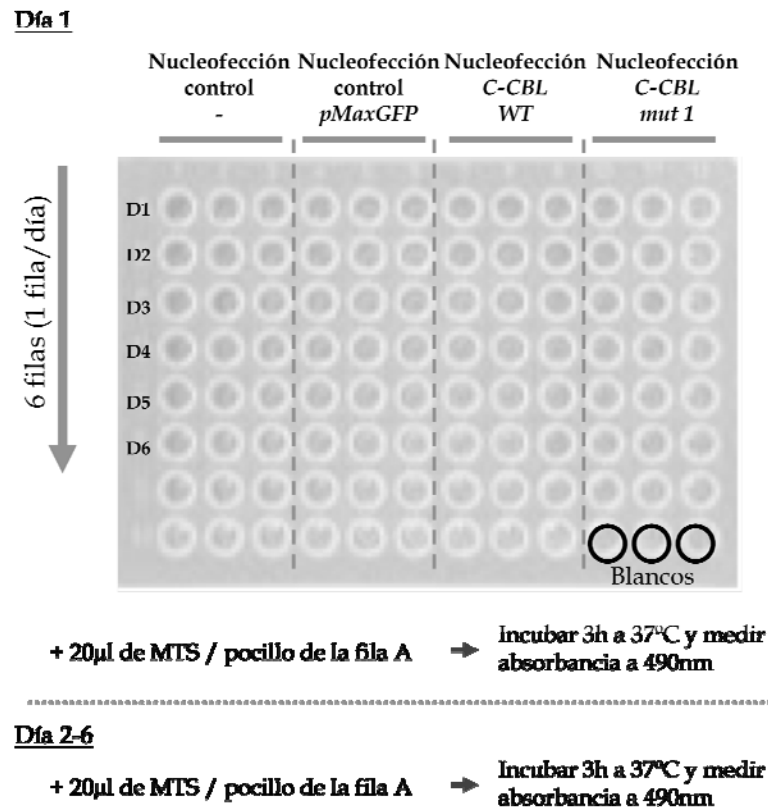 Día 1
Nucleofección Nucleofección Nucleofección Nucleofección
control control C-CBL C-CBL
- pMaxGFP WT mut 1
6 filas (1 fila/día)
D1
D2
D3
D4
D5
D6
Blancos
+ 20µl de MTS / pocillo de la fila A
Incubar 3h a 37ºC y medir
absorbancia a 490nm
Día 2-6
+ 20µl de MTS / pocillo de la fila A
Incubar 3h a 37ºC y medir
absorbancia a 490nm